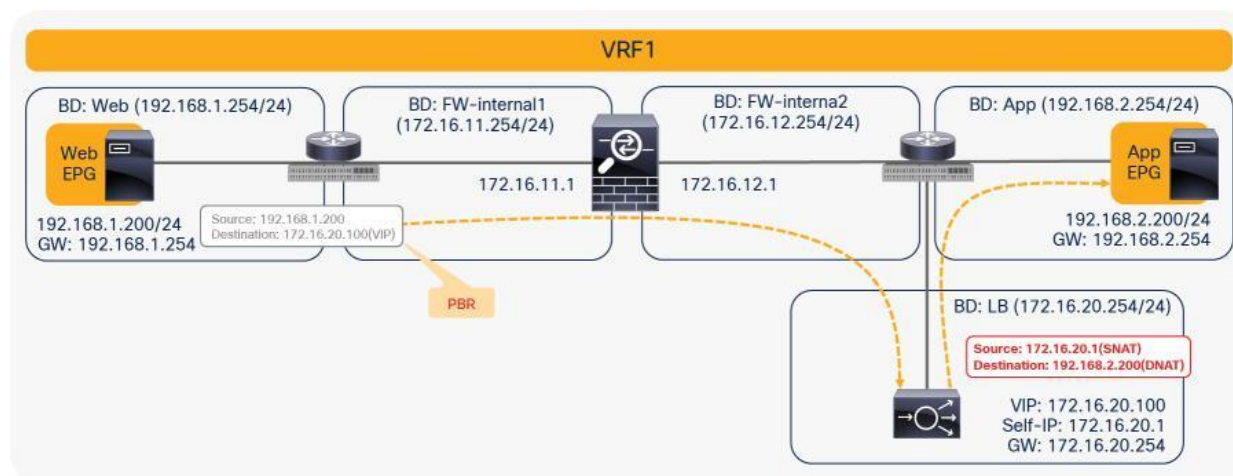 VRF1
BD: Web (192.168.1.254/24)
Web
EPG
192.168.1.200/24
GW: 192.168.1.254
BD: FW-internal1
(172.16.11.254/24)
172.16.11.1
Source: 192.168.1.200
Destination: 172.16.20.100(VIP)
PBR
BD: FW-interna2
(172.16.12.254/24)
172.16.12.1
BD: App (192.168.2.254/24)
App
EPG
192.168.2.200/24
GW: 192.168.2.254
BD: LB (172.16.20.254/24)
Source: 172.16.20.1(SNAT)
Destination: 192.168.2.200(DNAT)
VIP: 172.16.20.100
Self-IP: 172.16.20.1
GW: 172.16.20.254